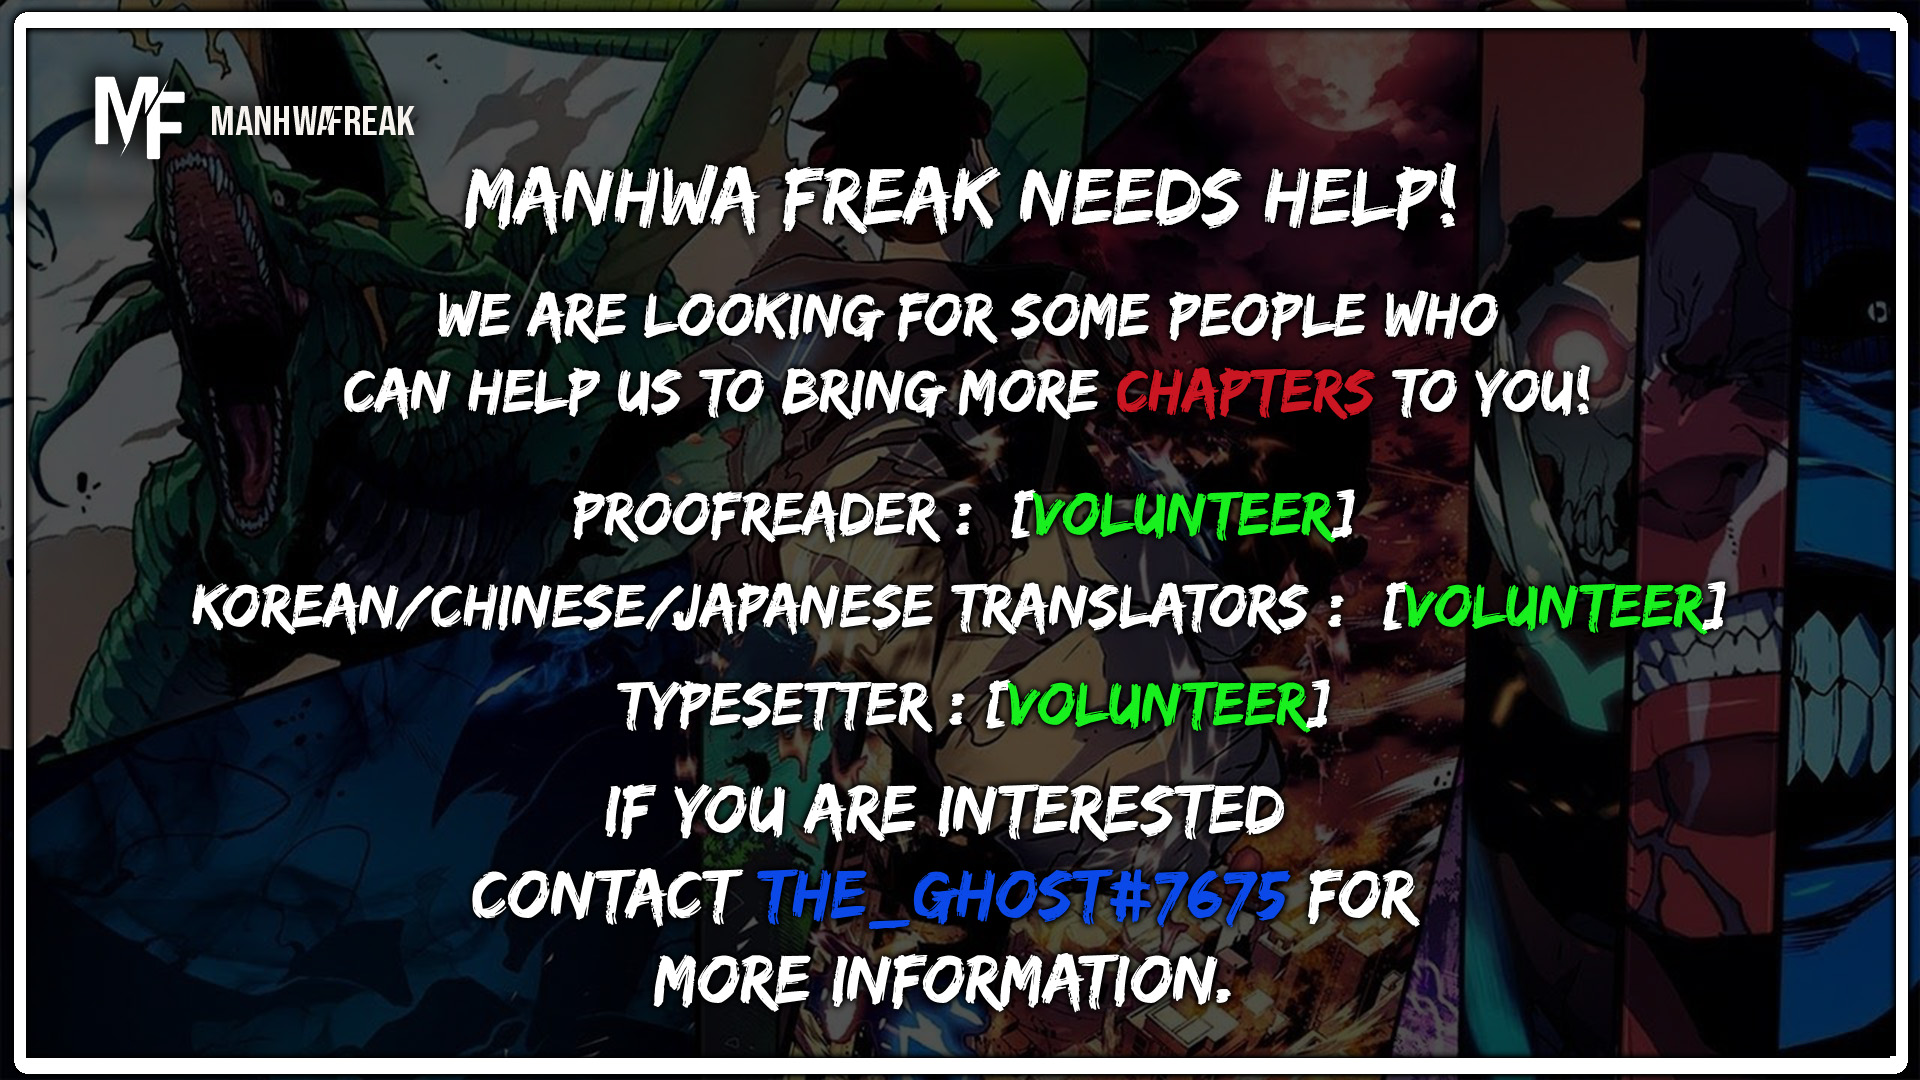 MF MANHWAFREAK
MANHWA FREAK NEEDS HELP!
WE ARE LOOKING FOR SOME PEOPLE WHO
CAN HELP US TO BRING MORE CHAPTERS TO YOU!
PROOFREADER : [VOLUNTEER]
KOREAN/CHINESE/JAPANESE TRANSLATORS : [VOLUNTEER]
TYPESETTER : [VOLUNTEER]
IF YOU ARE INTERESTED
CONTACT THE_GHOST#7675 FOR
MORE INFORMATION.